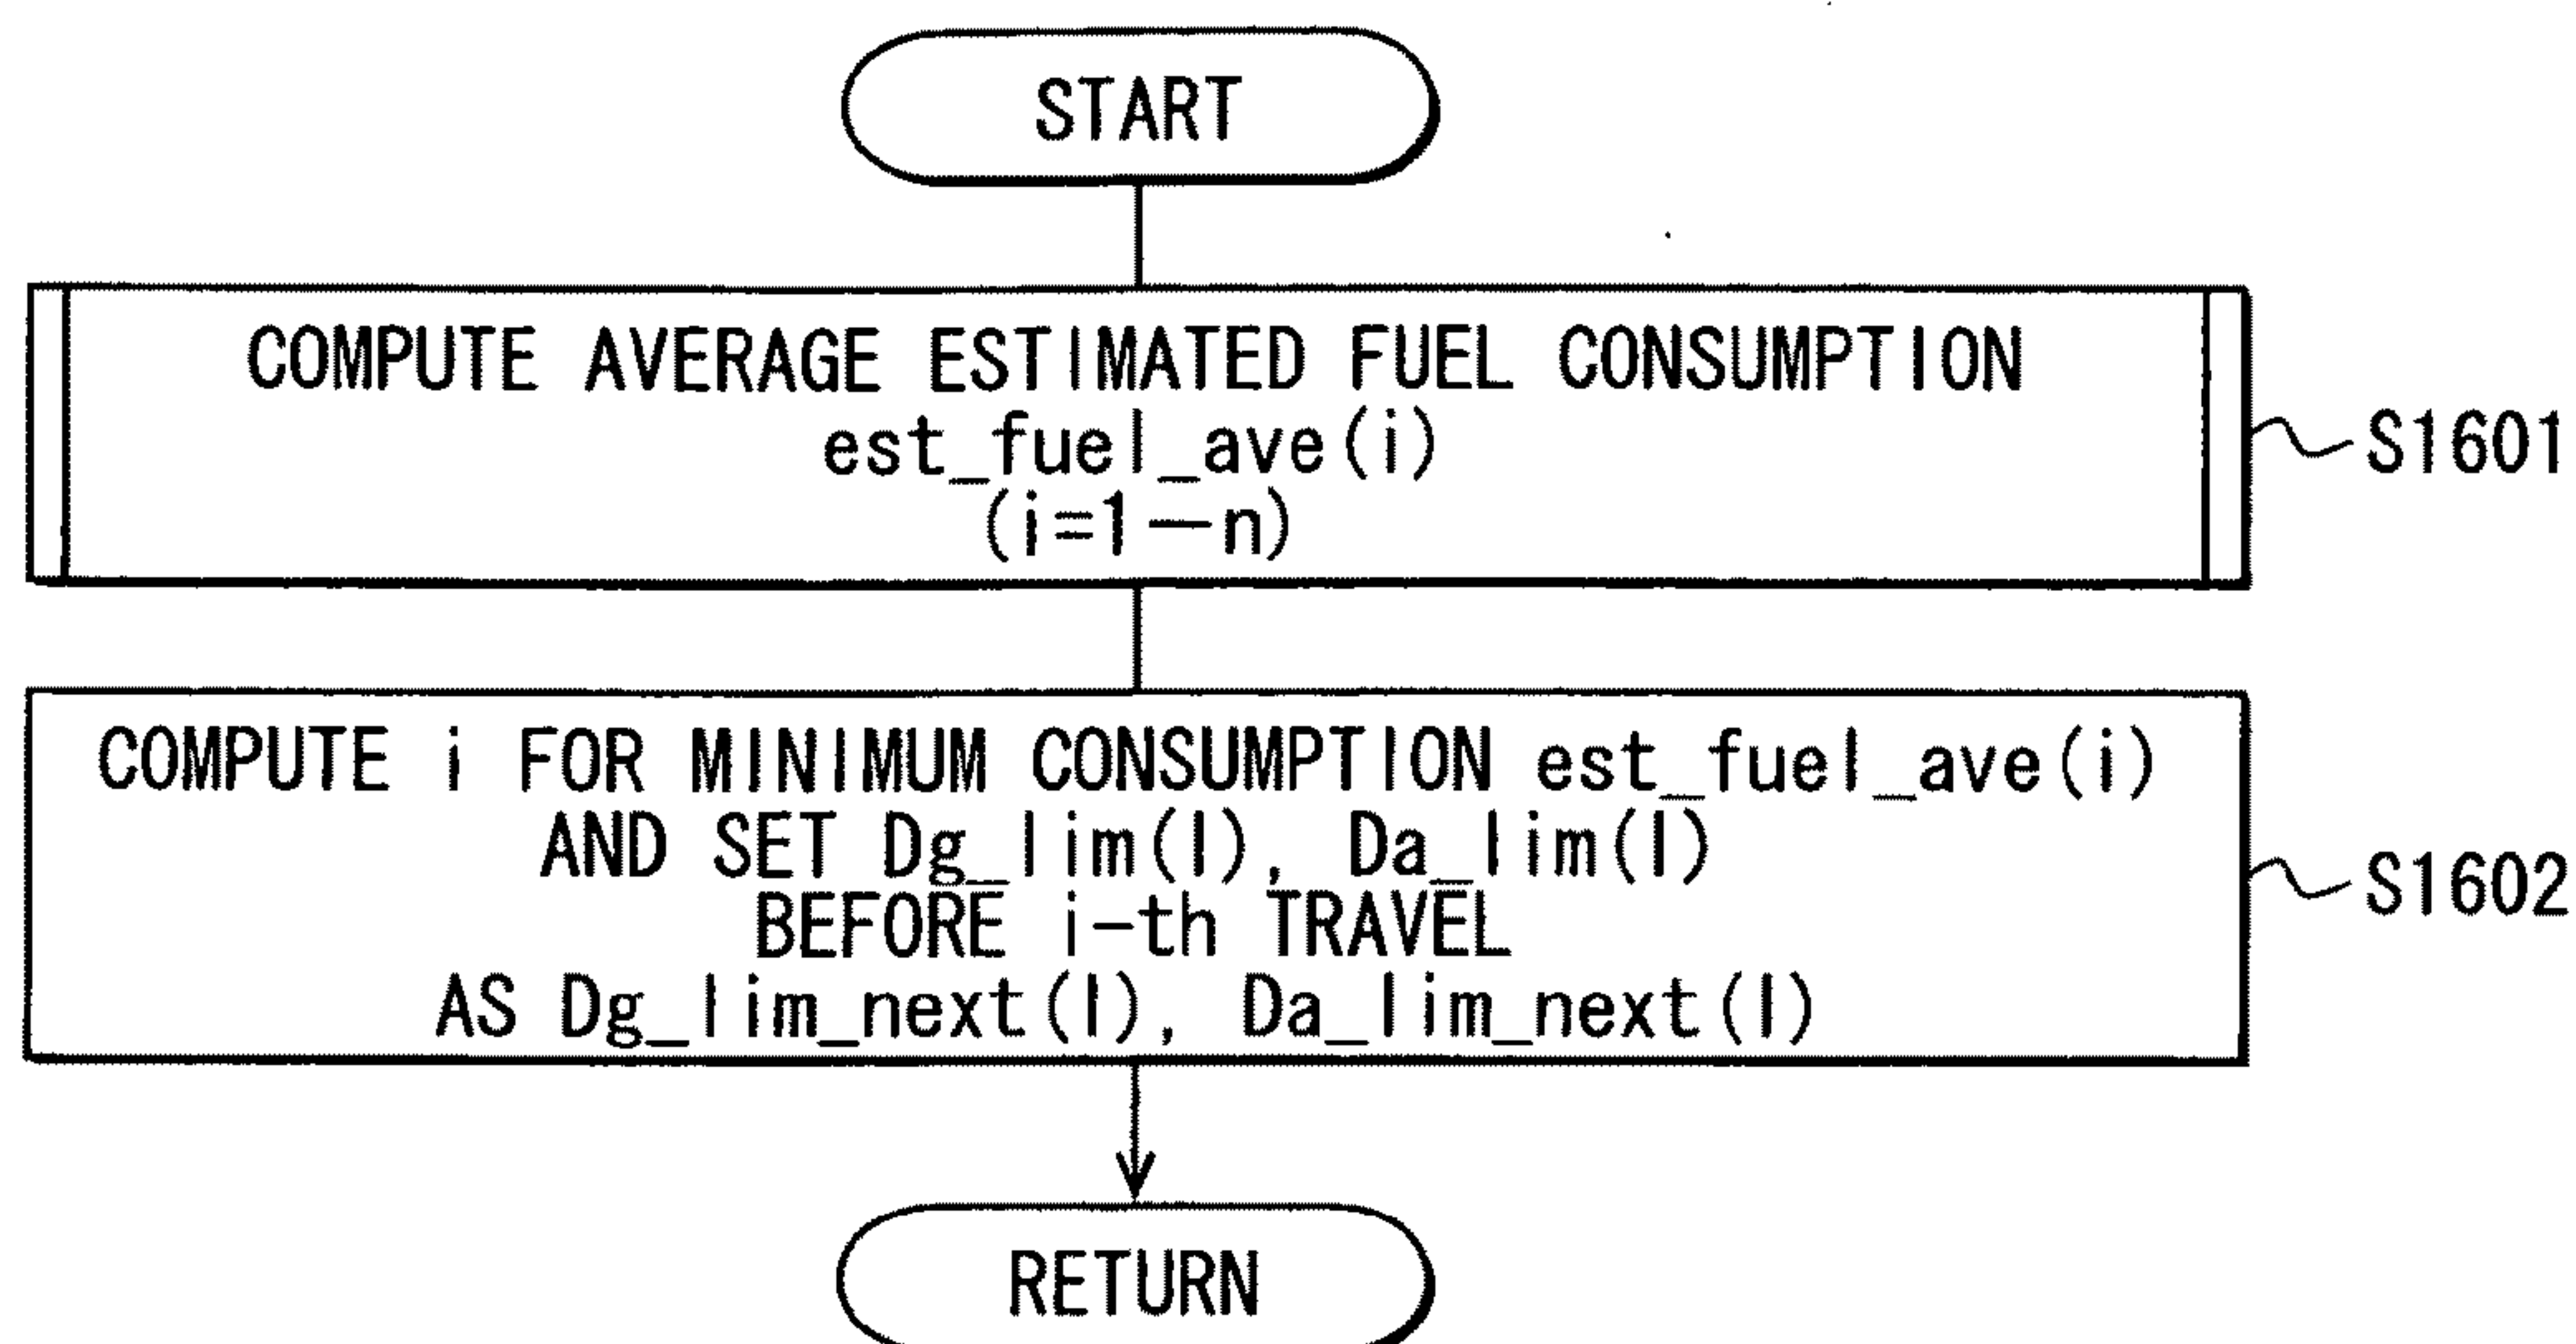 START
COMPUTE AVERAGE ESTIMATED FUEL CONSUMPTION
est_fuel_ave(i)
(i=1—n)
S1601
COMPUTE i FOR MINIMUM CONSUMPTION est_fuel_ave(i)
AND SET Dg_lim(I), Da_lim(I)
BEFORE i-th TRAVEL
AS Dg_lim_next(I), Da_lim_next(I)
S1602
RETURN